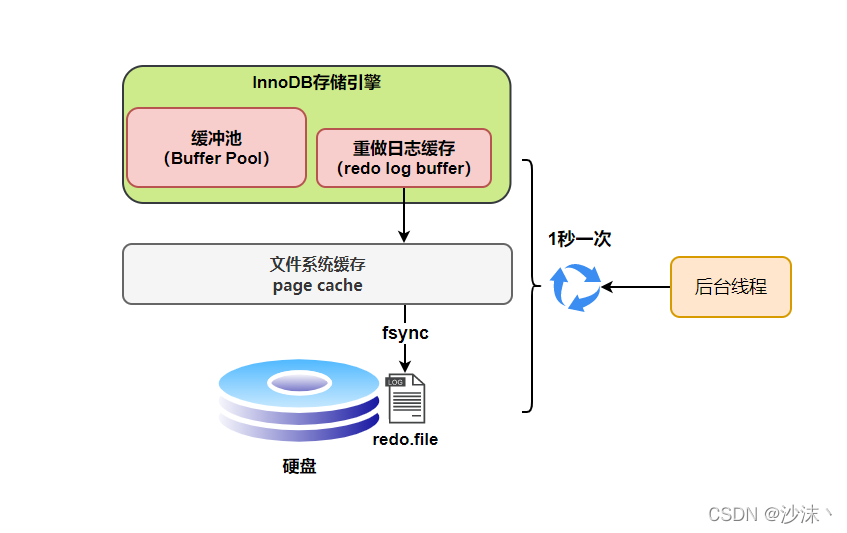 InnoDB存储引擎
缓冲池
（Buffer Pool）
重做日志缓存
（redo log buffer）
1秒一次
文件系统缓存
page cache
后台线程
fsync
LOG
redo.file
硬盘
CSDN @沙沫丶